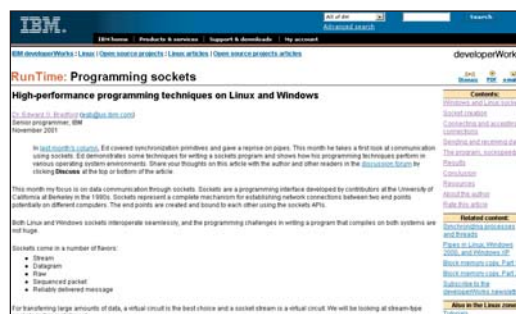 IBM
All of dW
Search
Advanced search
IBM home | Products & services | Support & downloads | My account
IBM developerWorks : Linux | Open source projects : Linux articles | Open source projects articles
developerWork
RunTime: Programming sockets
High-performance programming techniques on Linux and Windows
Dr. Edward G. Bradford (egb@us.ibm.com)
Senior programmer, IBM
November 2001
In last month's column, Ed covered synchronization primitives and gave a reprise on pipes. This month he takes a first look at communication
using sockets. Ed demonstrates some techniques for writing a sockets program and shows how his programming techniques perform in
various operating system environments. Share your thoughts on this article with the author and other readers in the discussion forum by
clicking Discuss at the top or bottom of the article.
This month my focus is on data communication through sockets. Sockets are a programming interface developed by contributors at the University of
California at Berkeley in the 1980s. Sockets represent a complete mechanism for establishing network connections between two end points
potentially on different computers. The end points are created and bound to each other using the sockets APIs.
Both Linux and Windows sockets interoperate seamlessly, and the programming challenges in writing a program that compiles on both systems are
not huge.
Sockets come in a number of flavors:
Stream
Datagram
Raw
Sequenced packet
Reliably delivered message
For transferring large amounts of data, a virtual circuit is the best choice and a socket stream is a virtual circuit. We will be looking at stream-type
Discuss PDF e-mai
Contents:
Windows and Linux socke
Socket creation
Connecting and acceptin
connections
Sending and receiving da
The program, sockspeed
Results
Conclusion
Resources
About the author
Rate this article
Related content:
Synchronizing processes
and threads
Pipes in Linux, Windows
2000, and Windows XP
Block memory copy, Part
Block memory copy, Part
Subscribe to the
developerWorks newslett
Also in the Linux zone
Tutorials